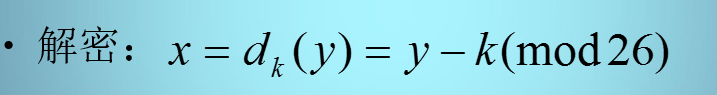 • 解密：x = d_k(y) = y − k(mod 26)